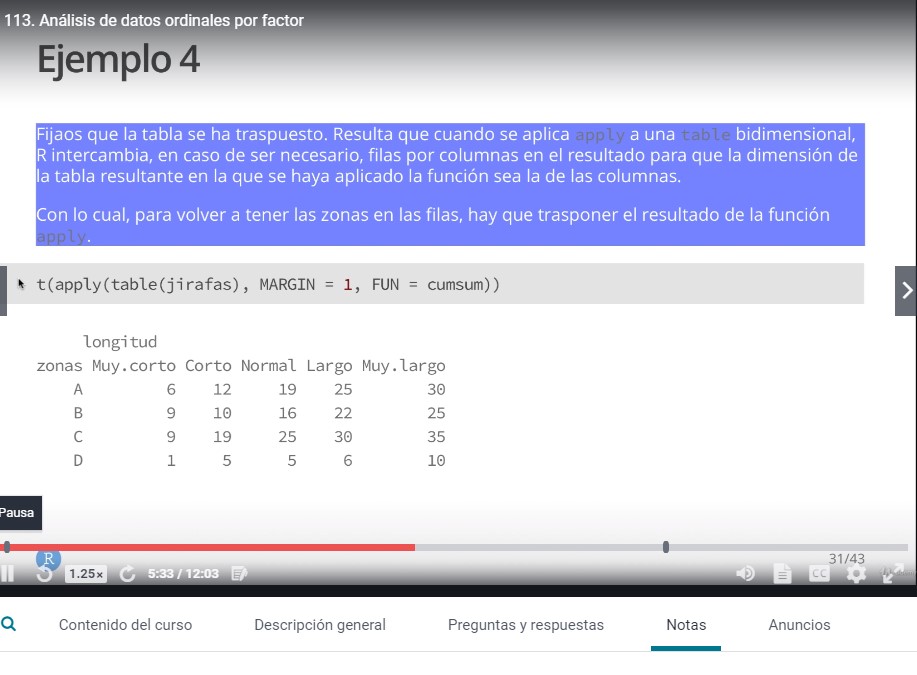 113. Análisis de datos ordinales por factor
Ejemplo 4
Fijaos que la tabla se ha traspuesto. Resulta que cuando se aplica apply a una table bidimensional,
R intercambia, en caso de ser necesario, filas por columnas en el resultado para que la dimensión de
la tabla resultante en la que se haya aplicado la función sea la de las columnas.
Con lo cual, para volver a tener las zonas en las filas, hay que trasponer el resultado de la función
apply.
t(apply(table(jirafas), MARGIN = 1, FUN = cumsum))
longitud
zonas Muy.corto Corto Normal Largo Muy.largo
A 6 12 19 25 30
B 9 10 16 22 25
C 9 19 25 30 35
D 1 5 5 6 10
Pausa
R
31/43
1.25×
5:33 / 12:03
CC
Contenido del curso
Descripción general
Preguntas y respuestas
Notas
Anuncios